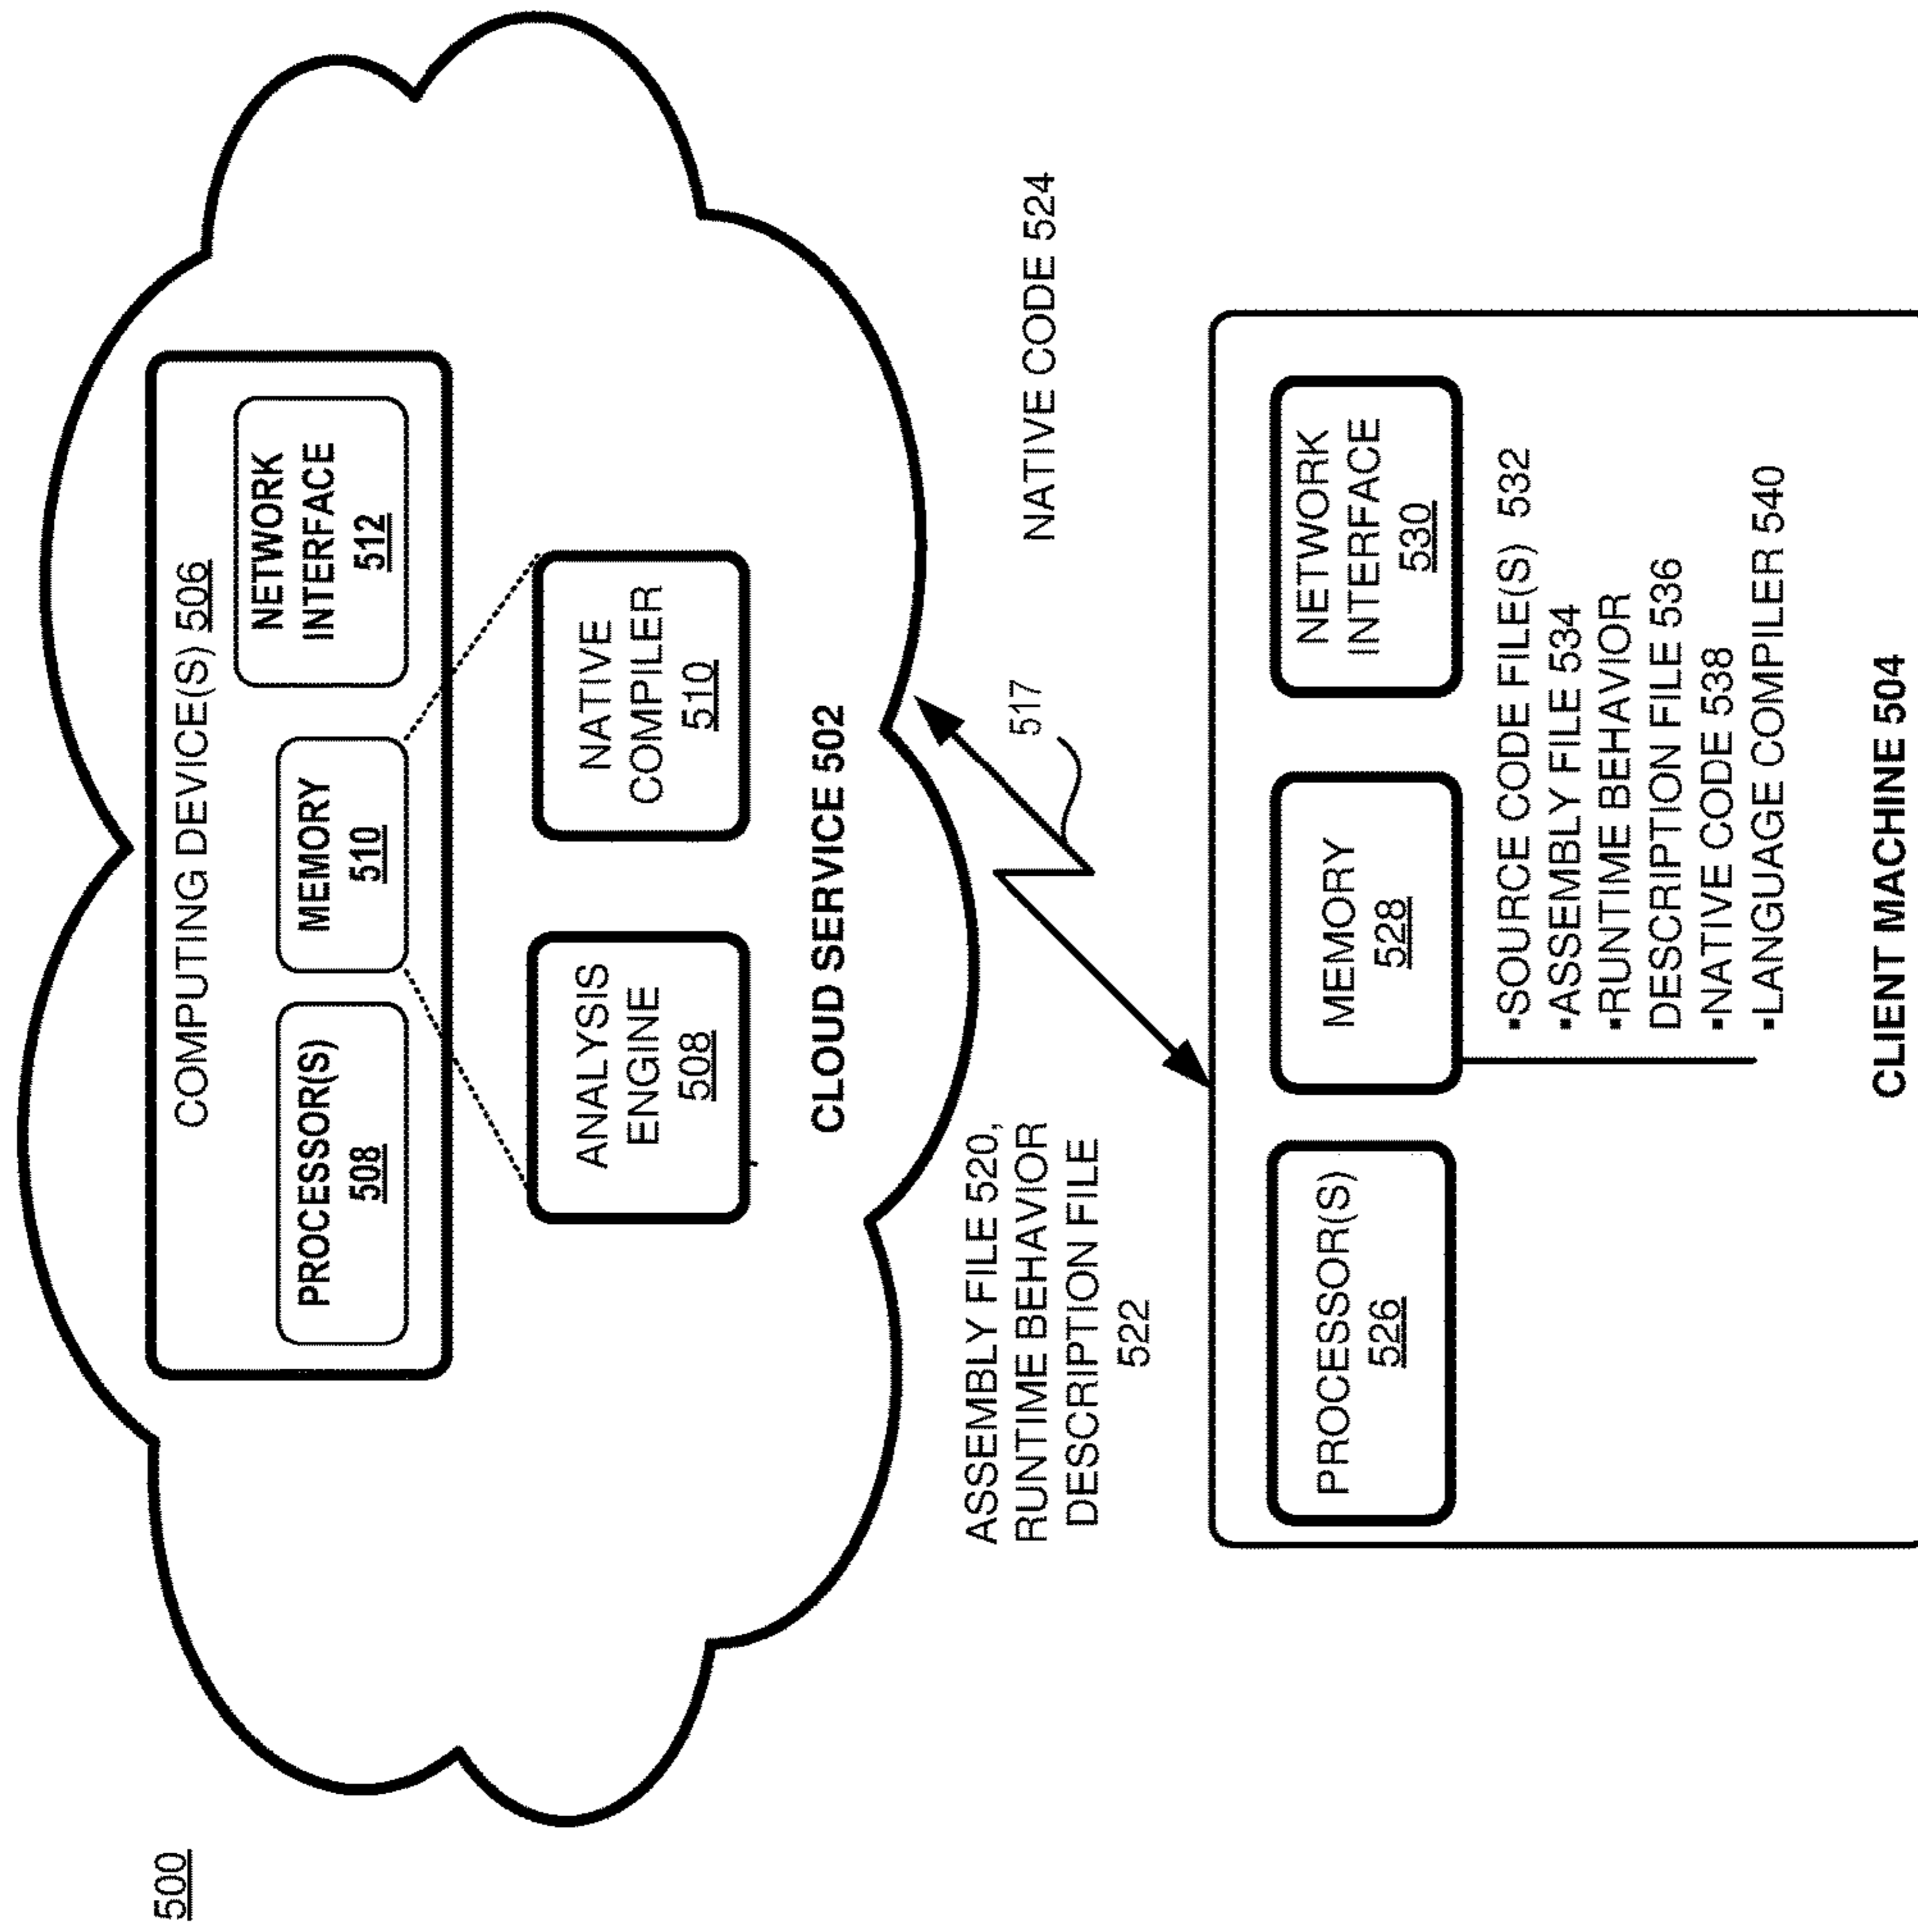 500
COMPUTING DEVICE(S) 506
PROCESSOR(S)
508
MEMORY
510
NETWORK
INTERFACE
512
ANALYSIS
ENGINE
508
NATIVE
COMPILER
510
CLOUD SERVICE 502
ASSEMBLY FILE 520,
RUNTIME BEHAVIOR
DESCRIPTION FILE
522
517
NATIVE CODE 524
PROCESSOR(S)
526
MEMORY
528
NETWORK
INTERFACE
530
▪SOURCE CODE FILE(S) 532
▪ASSEMBLY FILE 534
▪RUNTIME BEHAVIOR
DESCRIPTION FILE 536
▪NATIVE CODE 538
▪LANGUAGE COMPILER 540
CLIENT MACHINE 504